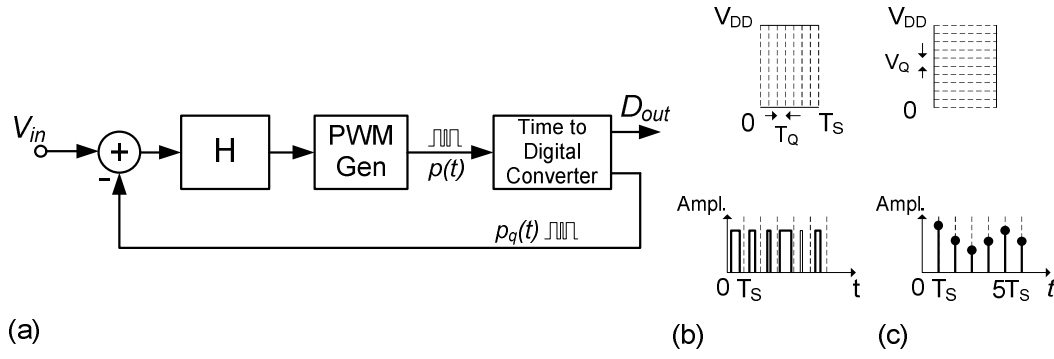 V_in
+
-
H
PWM
Gen
p(t)
Time to
Digital
Converter
D_out
p_q(t)
(a)
V_DD
0
T_Q
T_S
Ampl.
0 T_S
t
(b)
V_DD
V_Q
0
Ampl.
0 T_S
5T_S
t
(c)